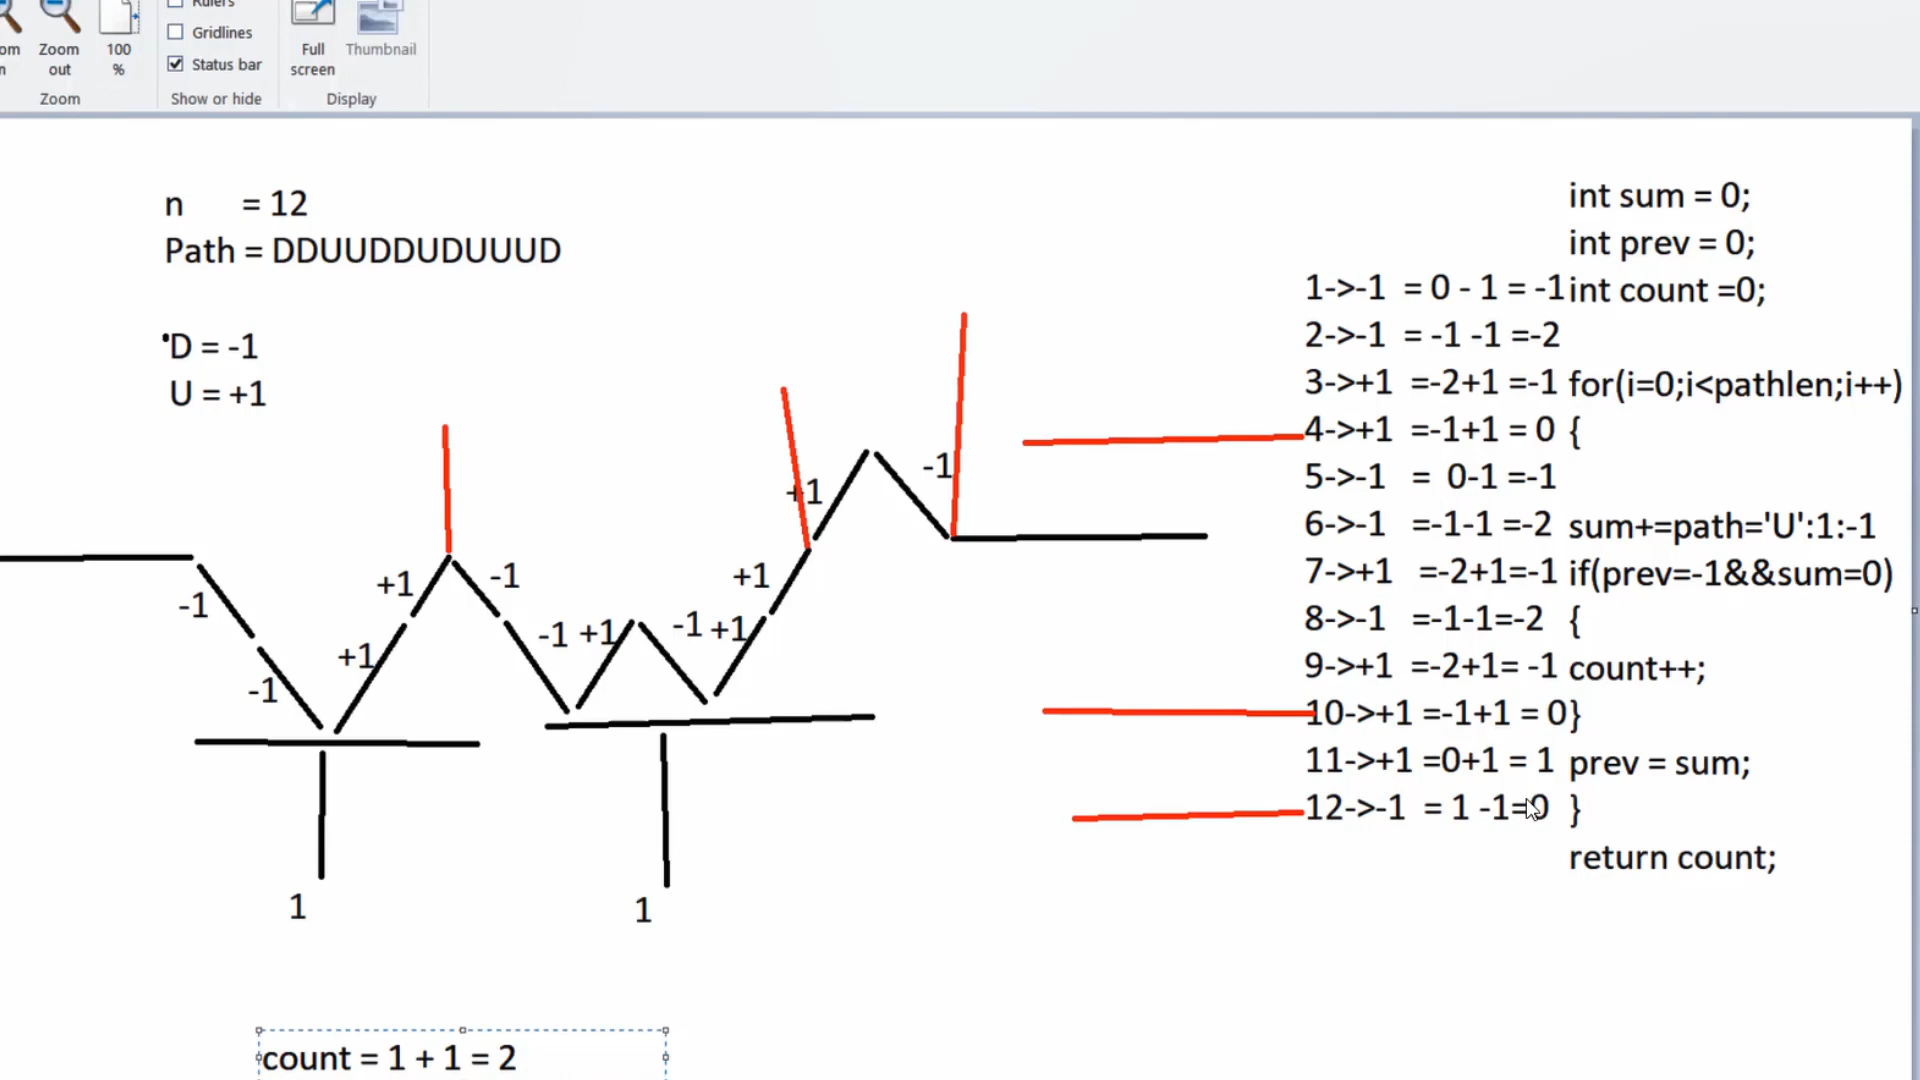 Rulers
om
Zoom
100
Gridlines
Full
Thumbnail
n
out
%
Status bar
screen
Zoom
Show or hide
Display
n = 12
Path = DDUUDDUDUUUD
D = -1
U = +1
-1
-1
+1
+1
-1
-1
+1
-1
+1
+1
+1
-1
1
1
count = 1 + 1 = 2
1->-1 = 0 - 1 = -1
2->-1 = -1 -1 =-2
3->+1 =-2+1 =-1
4->+1 =-1+1 = 0
5->-1 = 0-1 =-1
6->-1 =-1-1 =-2
7->+1 =-2+1=-1
8->-1 =-1-1=-2
9->+1 =-2+1= -1
10->+1 =-1+1 = 0
11->+1 =0+1 = 1
12->-1 = 1 -1=0
int sum = 0;
int prev = 0;
int count =0;
for(i=0;i<pathlen;i++)
{
sum+=path='U':1:-1
if(prev=-1&&sum=0)
{
count++;
}
prev = sum;
}
return count;